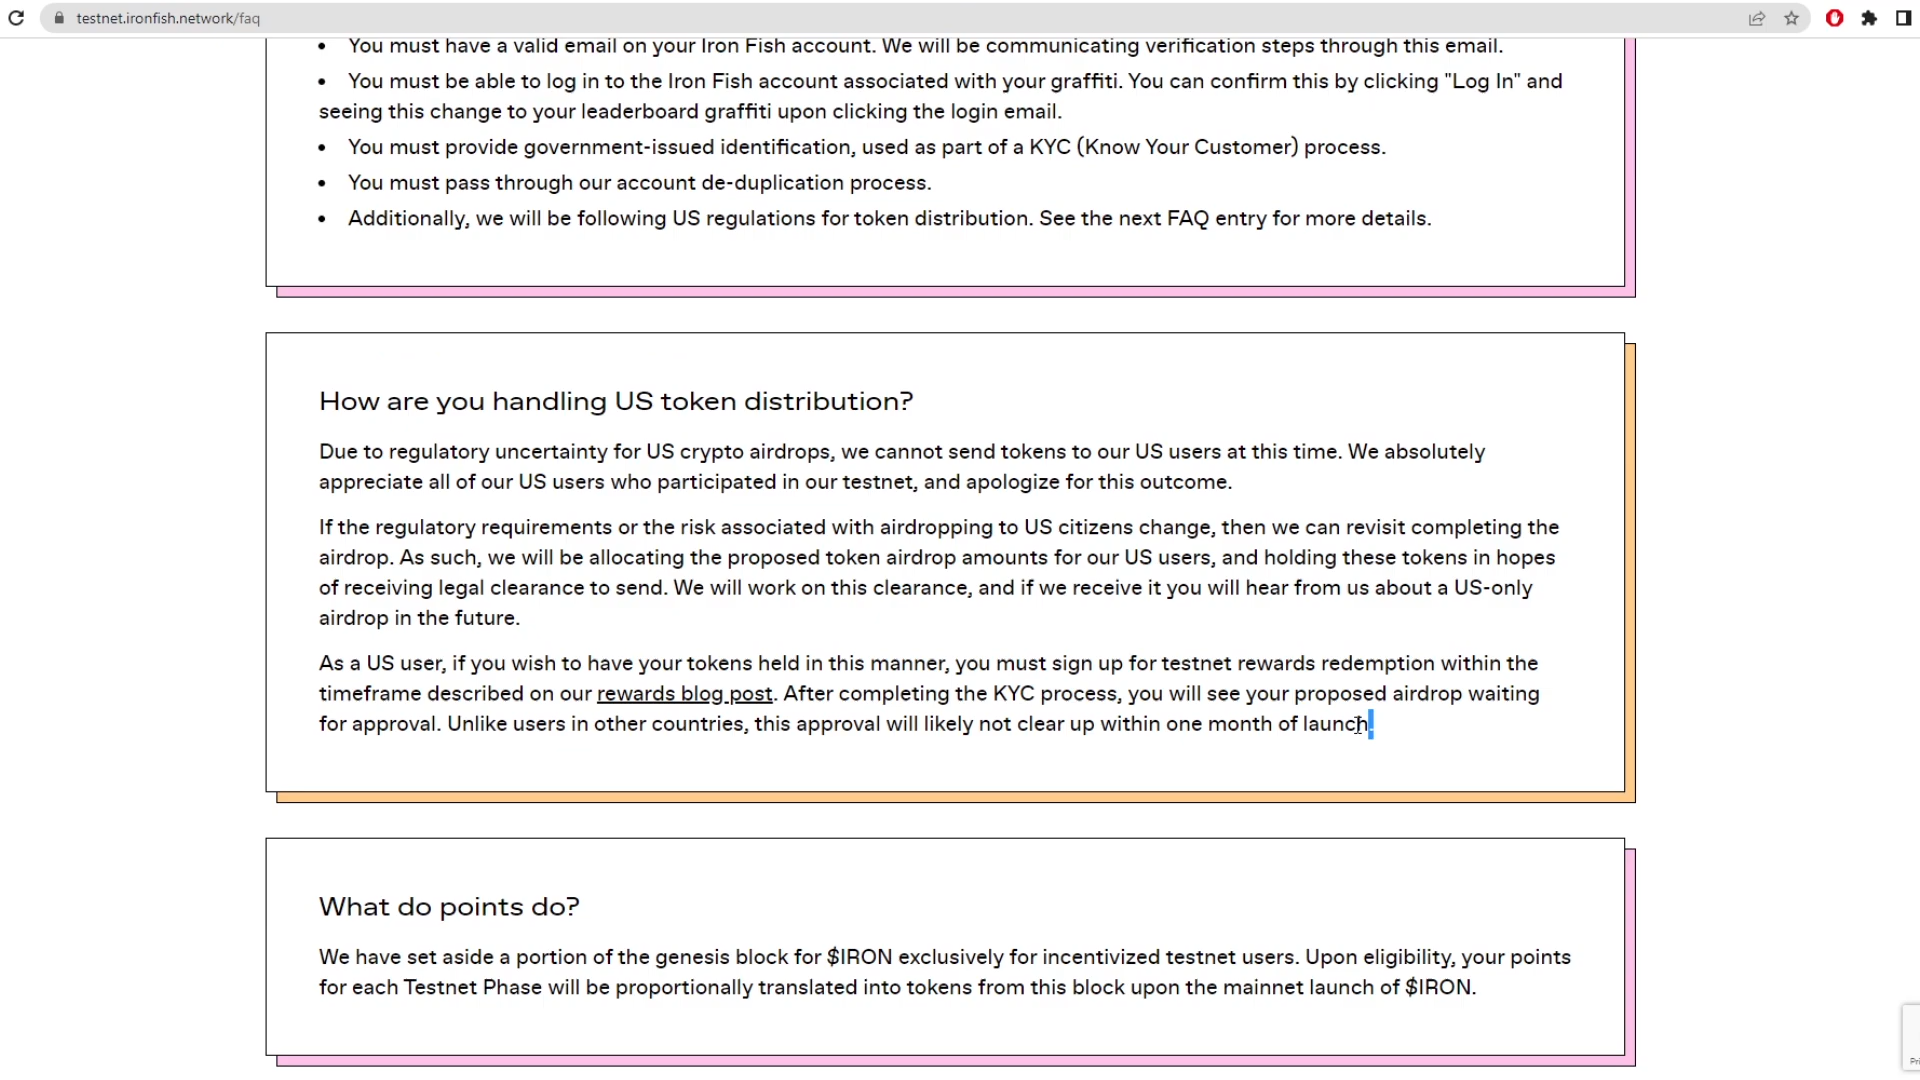 testnet.ironfish.network/faq
• You must have a valid email on your Iron Fish account. We will be communicating verification steps through this email.
• You must be able to log in to the Iron Fish account associated with your graffiti. You can confirm this by clicking "Log In" and
seeing this change to your leaderboard graffiti upon clicking the login email.
• You must provide government-issued identification, used as part of a KYC (Know Your Customer) process.
• You must pass through our account de-duplication process.
• Additionally, we will be following US regulations for token distribution. See the next FAQ entry for more details.
How are you handling US token distribution?
Due to regulatory uncertainty for US crypto airdrops, we cannot send tokens to our US users at this time. We absolutely
appreciate all of our US users who participated in our testnet, and apologize for this outcome.
If the regulatory requirements or the risk associated with airdropping to US citizens change, then we can revisit completing the
airdrop. As such, we will be allocating the proposed token airdrop amounts for our US users, and holding these tokens in hopes
of receiving legal clearance to send. We will work on this clearance, and if we receive it you will hear from us about a US-only
airdrop in the future.
As a US user, if you wish to have your tokens held in this manner, you must sign up for testnet rewards redemption within the
timeframe described on our rewards blog post. After completing the KYC process, you will see your proposed airdrop waiting
for approval. Unlike users in other countries, this approval will likely not clear up within one month of launch.
What do points do?
We have set aside a portion of the genesis block for $IRON exclusively for incentivized testnet users. Upon eligibility, your points
for each Testnet Phase will be proportionally translated into tokens from this block upon the mainnet launch of $IRON.